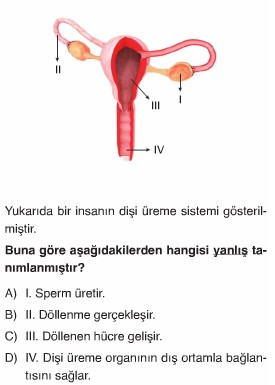 II
I
III
IV
Yukarıda bir insanın dişi üreme sistemi gösteril-
miştir.
Buna göre aşağıdakilerden hangisi yanlış ta-
nımlanmıştır?
A) I. Sperm üretir.
B) II. Döllenme gerçekleşir.
C) III. Döllenen hücre gelişir.
D) IV. Dişi üreme organının dış ortamla bağlan-
tısını sağlar.